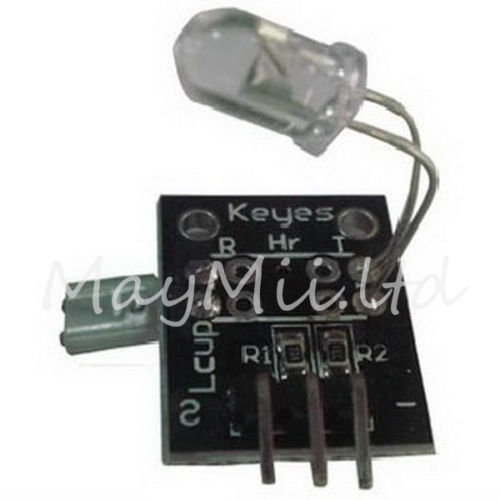 Keyes
R Hr T
MayMii.ltd
Lcup
R1 R2
S -